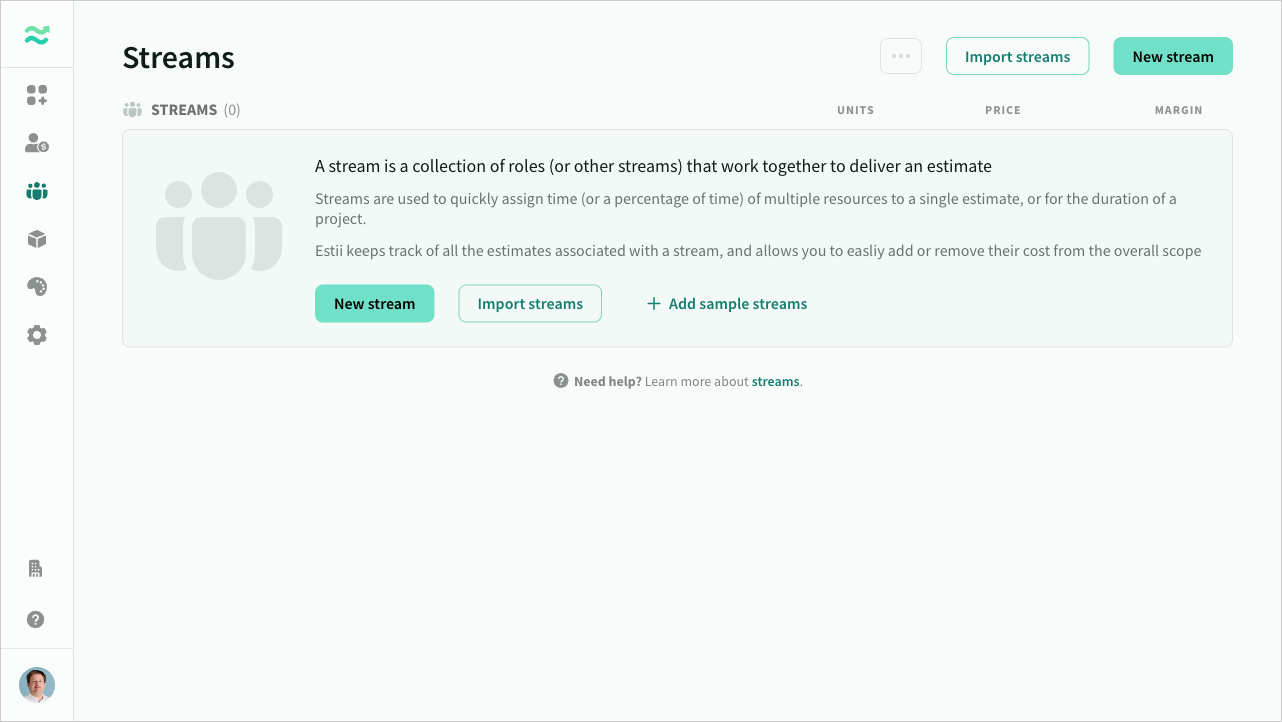 Streams
Import streams
New stream
STREAMS (0)
UNITS
PRICE
MARGIN
A stream is a collection of roles (or other streams) that work together to deliver an estimate
Streams are used to quickly assign time (or a percentage of time) of multiple resources to a single estimate, or for the duration of a
project.
Estii keeps track of all the estimates associated with a stream, and allows you to easliy add or remove their cost from the overall scope
New stream
Import streams
Add sample streams
Need help? Learn more about streams.